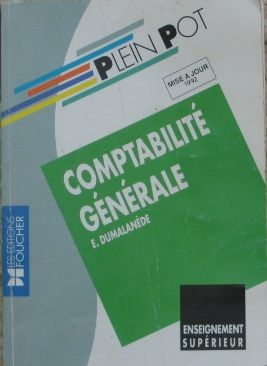 PLEIN POT
MISE A JOUR
1992
COMPTABILITÉ
GÉNÉRALE
E. DUMALANÈDE
LES EDITIONS
FOUCHER
ENSEIGNEMENT
SUPÉRIEUR